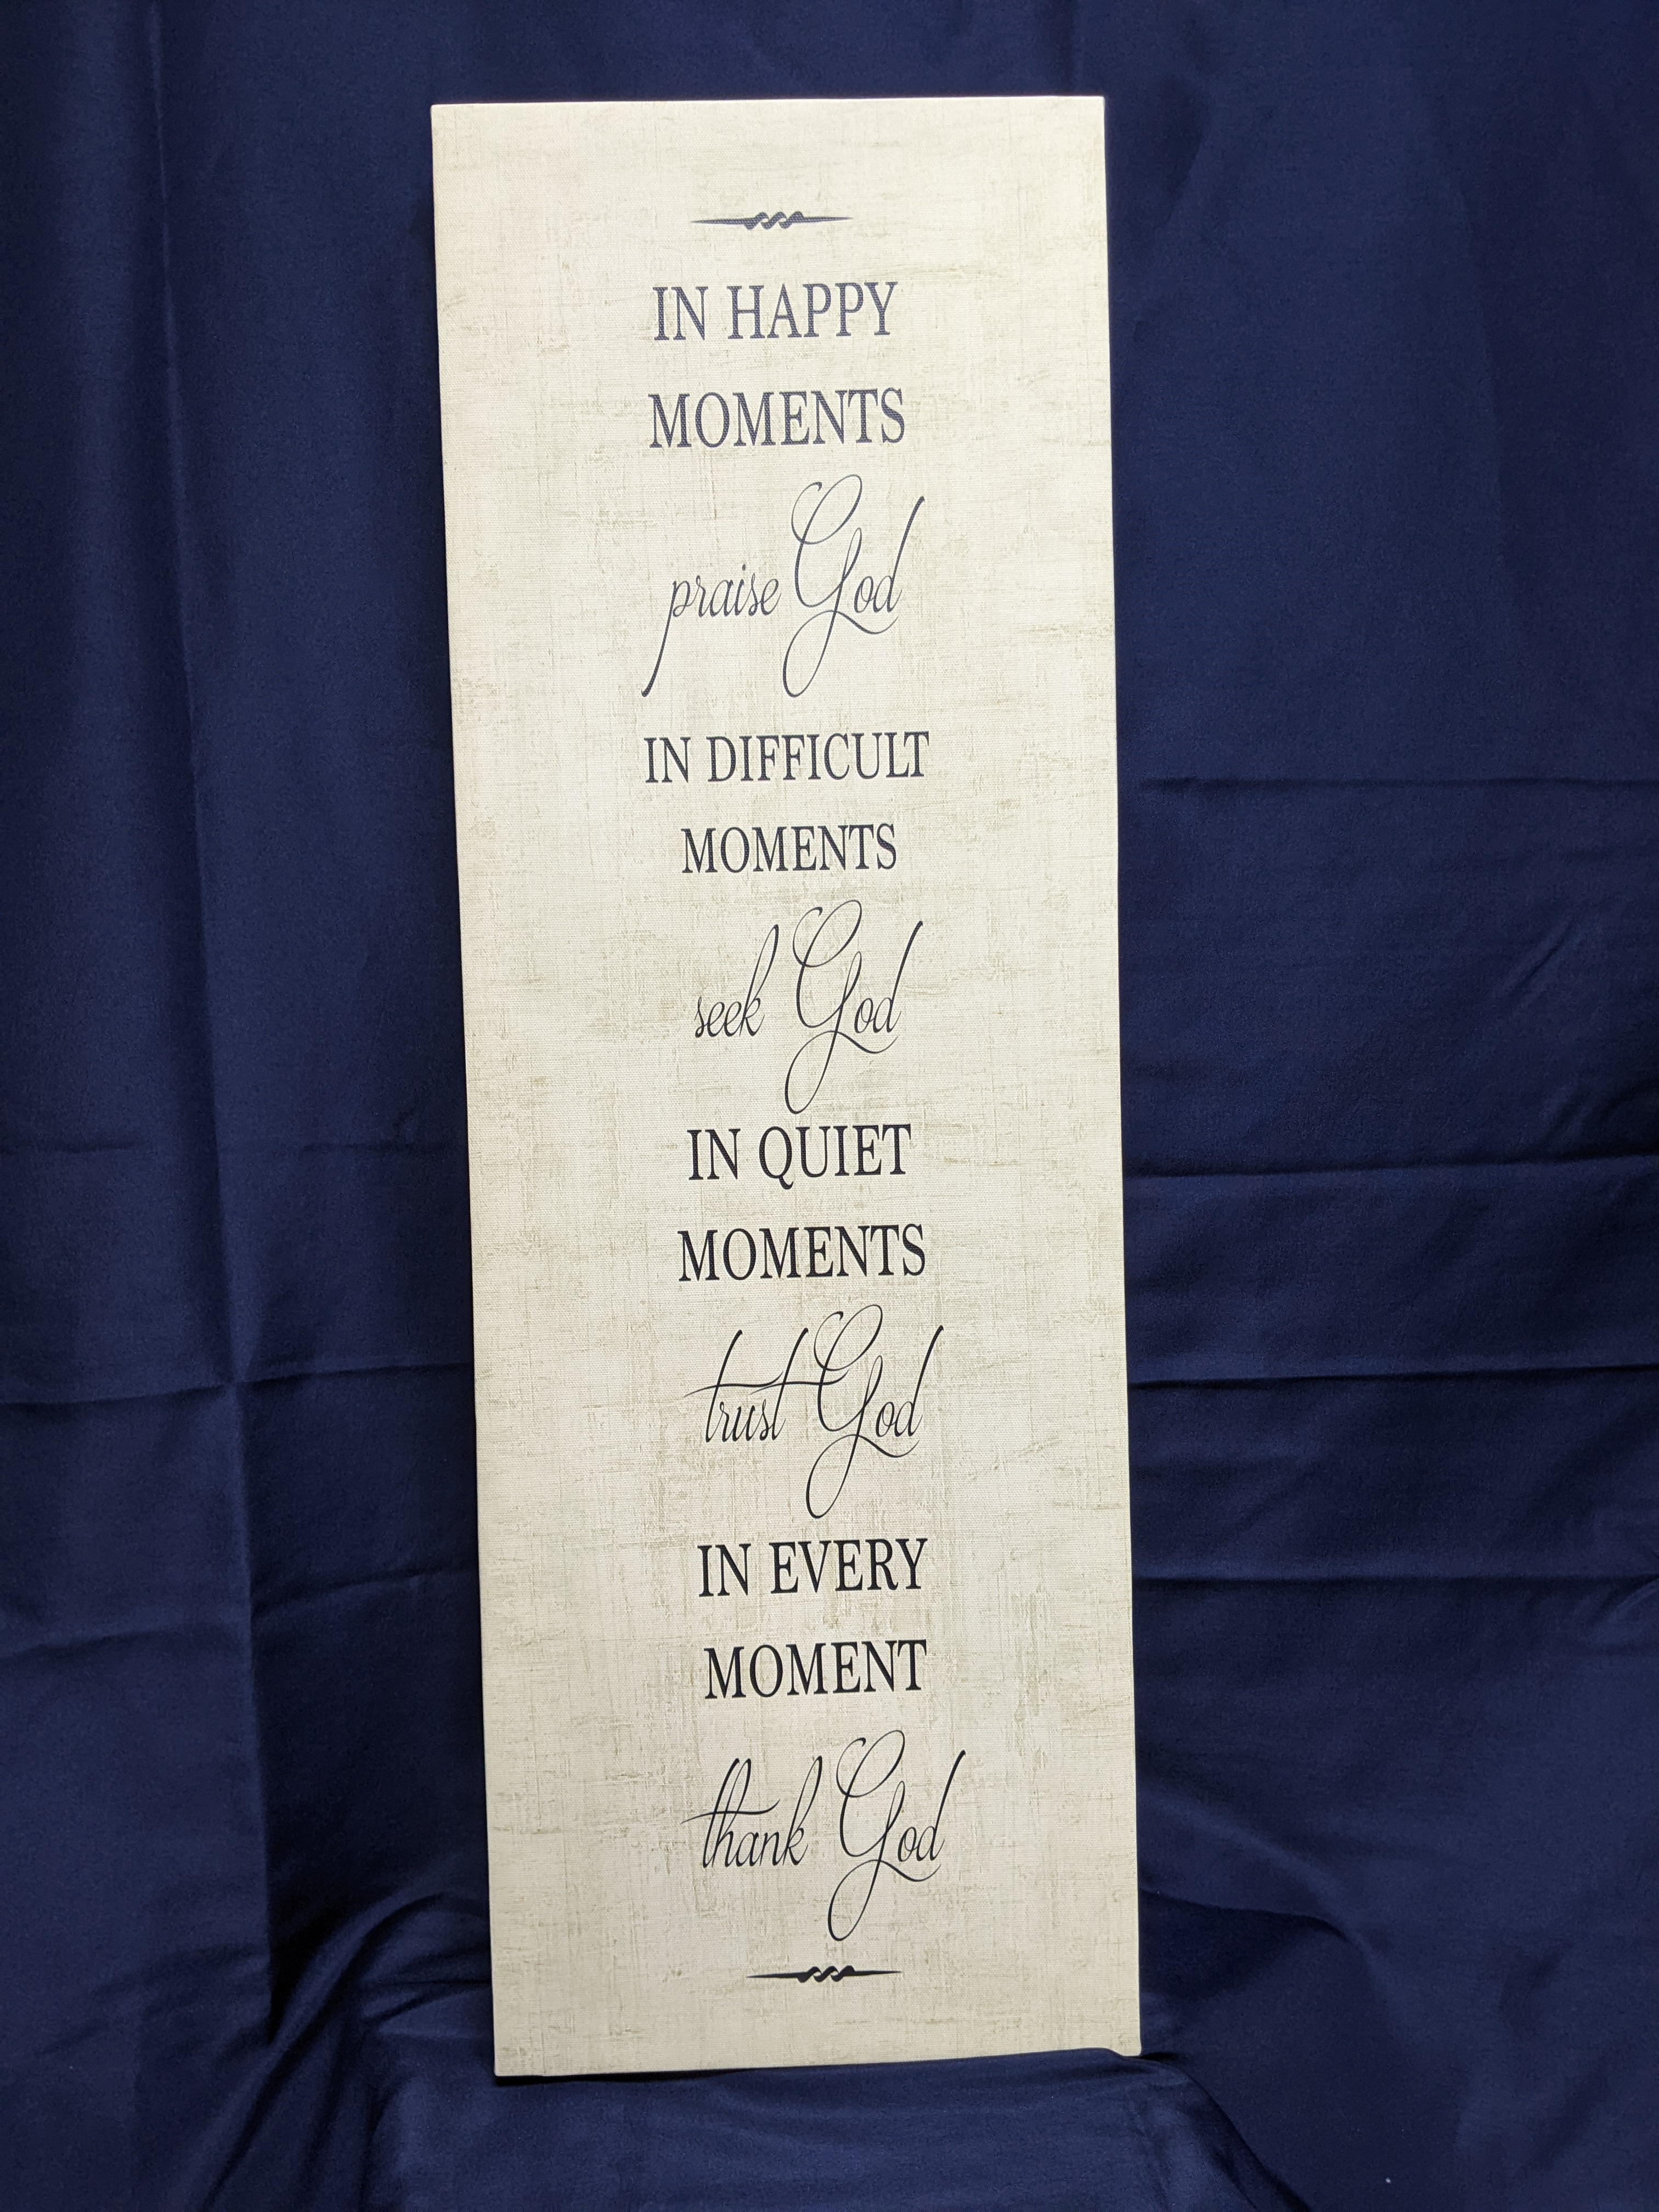 IN HAPPY
MOMENTS
praise God
IN DIFFICULT
MOMENTS
seek God
IN QUIET
MOMENTS
trust God
IN EVERY
MOMENT
thank God